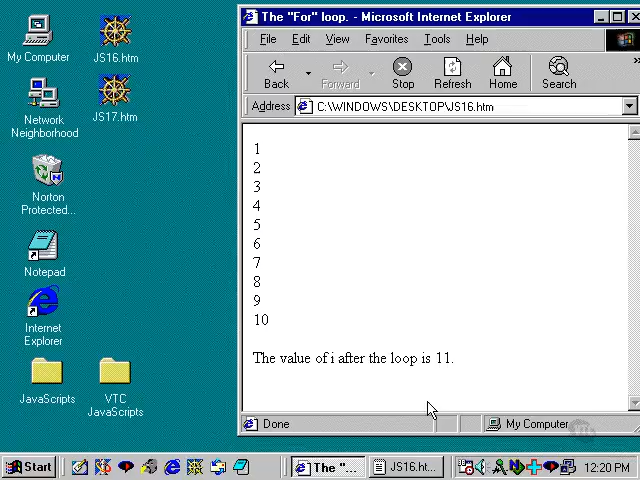 My Computer
JS16.htm
Network
Neighborhood
JS17.htm
Norton
Protected...
Notepad
Internet
Explorer
JavaScripts
VTC
JavaScripts
The "For" loop. - Microsoft Internet Explorer
File Edit View Favorites Tools Help
Back Forward Stop Refresh Home Search
Address C:\WINDOWS\DESKTOP\JS16.htm
1
2
3
4
5
6
7
8
9
10
The value of i after the loop is 11.
Done My Computer
Start The "... JS16.ht... 12:20 PM